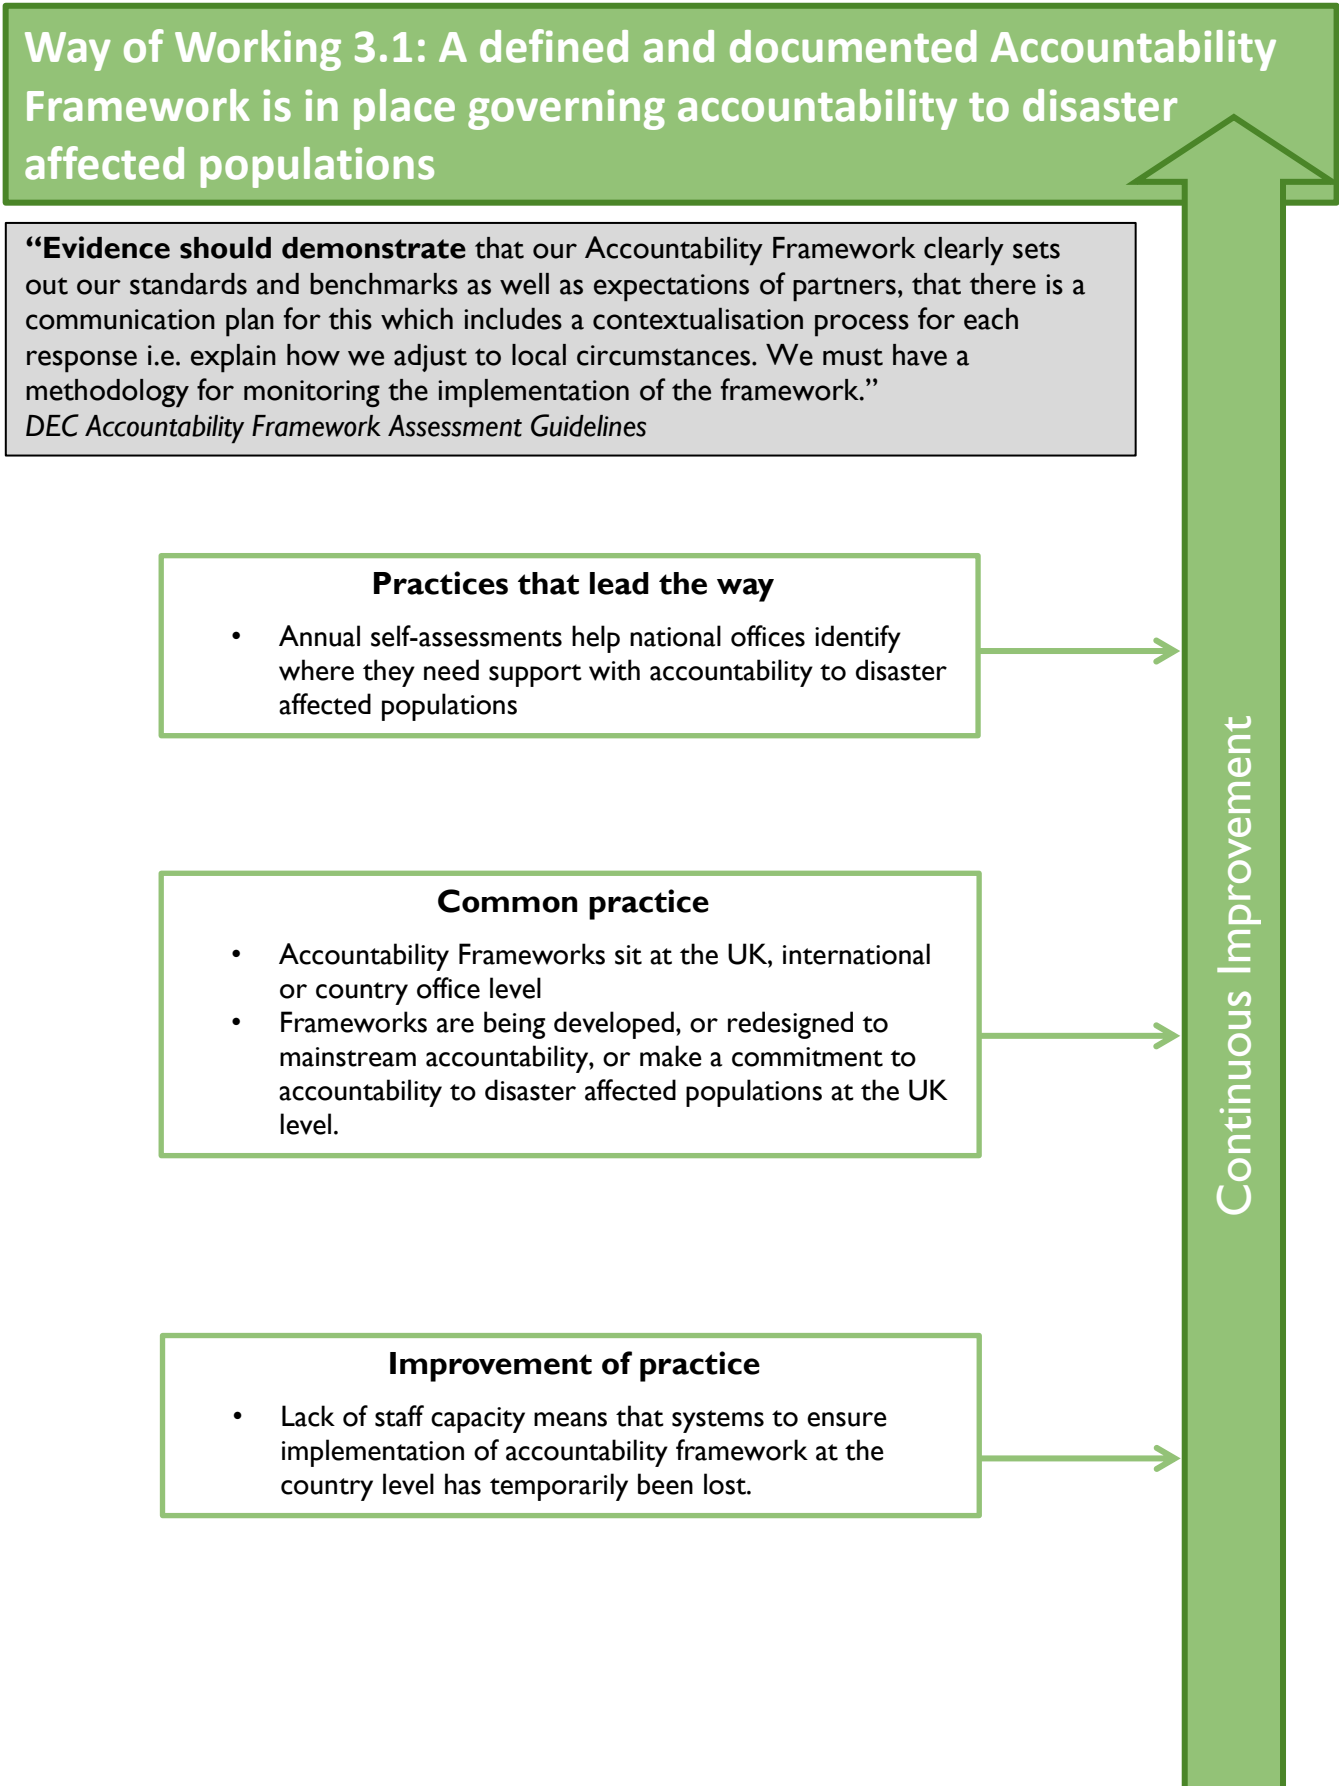 Way of Working 3.1: A defined and documented Accountability
Framework is in place governing accountability to disaster
affected populations
“Evidence should demonstrate that our Accountability Framework clearly sets
out our standards and benchmarks as well as expectations of partners, that there is a
communication plan for this which includes a contextualisation process for each
response i.e. explain how we adjust to local circumstances. We must have a
methodology for monitoring the implementation of the framework.”
DEC Accountability Framework Assessment Guidelines
Practices that lead the way
• Annual self-assessments help national offices identify
where they need support with accountability to disaster
affected populations
Common practice
• Accountability Frameworks sit at the UK, international
or country office level
• Frameworks are being developed, or redesigned to
mainstream accountability, or make a commitment to
accountability to disaster affected populations at the UK
level.
Improvement of practice
• Lack of staff capacity means that systems to ensure
implementation of accountability framework at the
country level has temporarily been lost.
Continuous Improvement